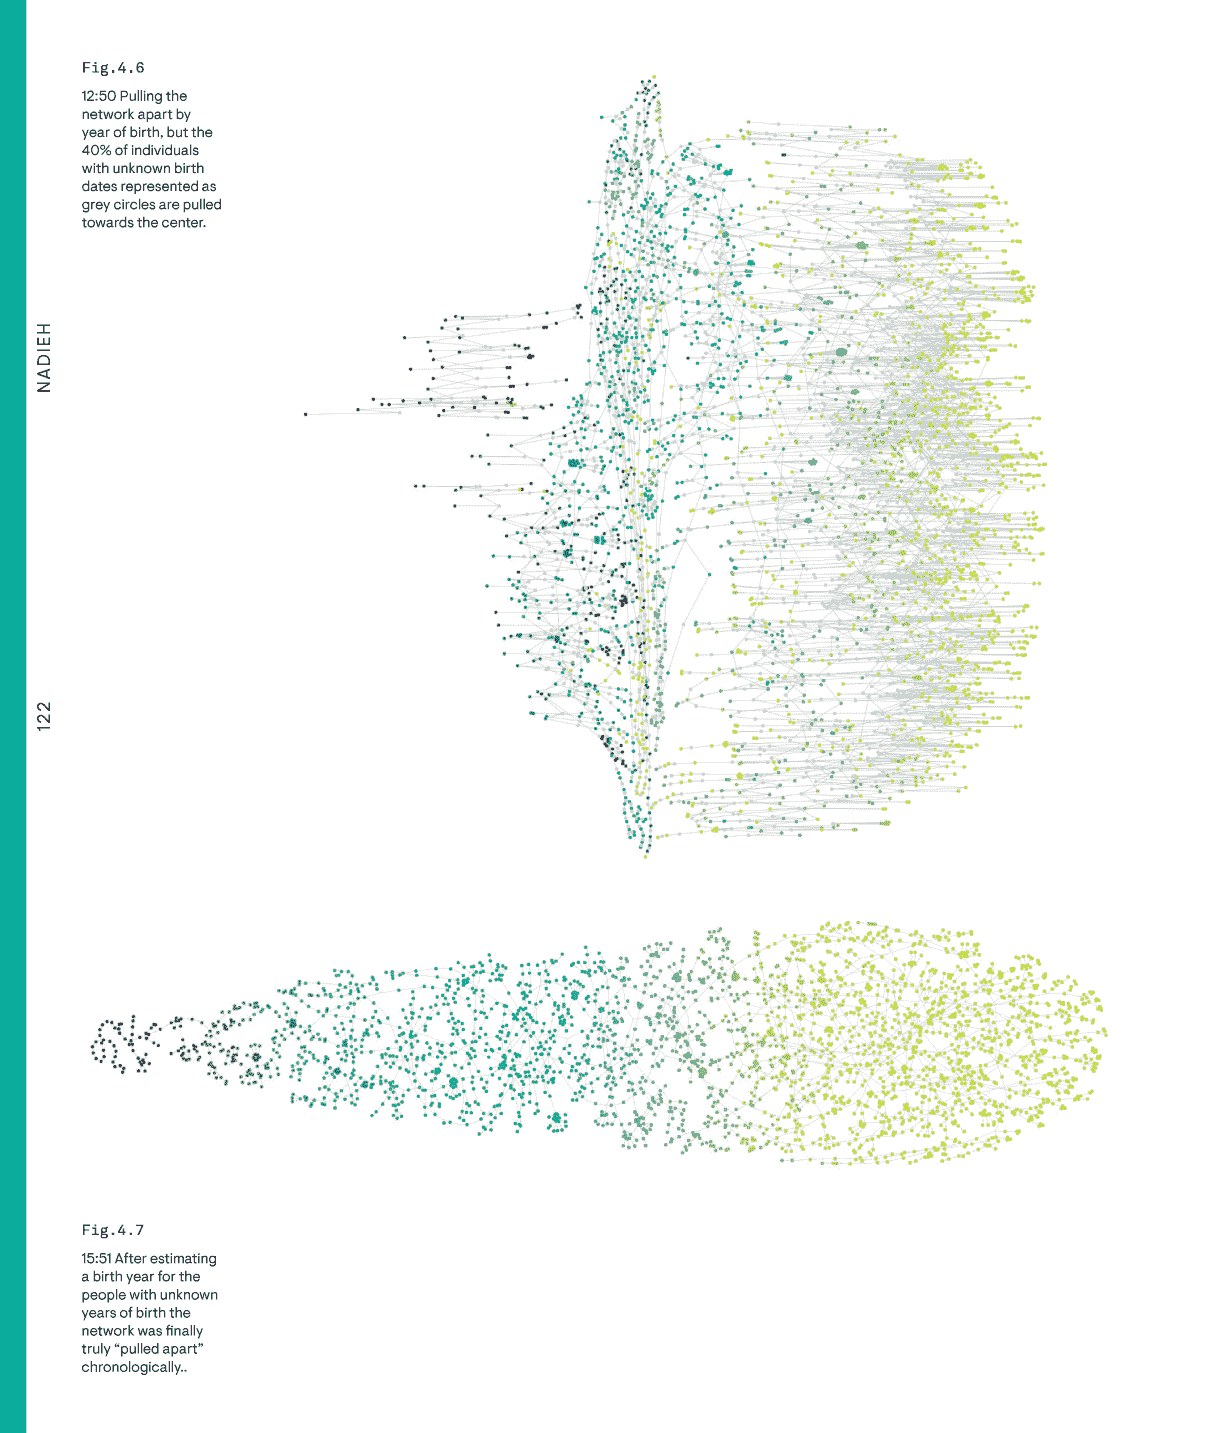 Fig.4.6
12:50 Pulling the
network apart by
year of birth, but the
40% of individuals
with unknown birth
dates represented as
grey circles are pulled
towards the center.
NADIEH
122
Fig.4.7
15:51 After estimating
a birth year for the
people with unknown
years of birth the
network was finally
truly “pulled apart”
chronologically..